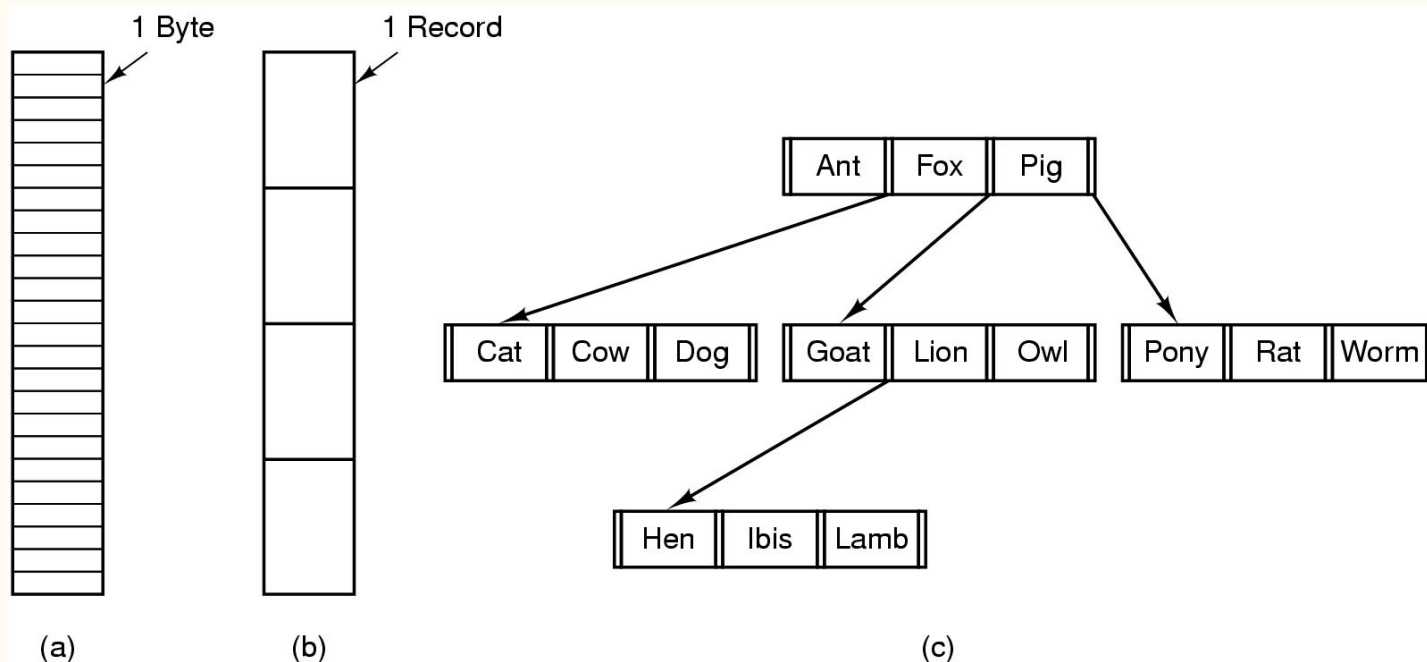 1 Byte
1 Record
Ant Fox Pig
Cat Cow Dog
Goat Lion Owl
Pony Rat Worm
Hen Ibis Lamb
(a)
(b)
(c)